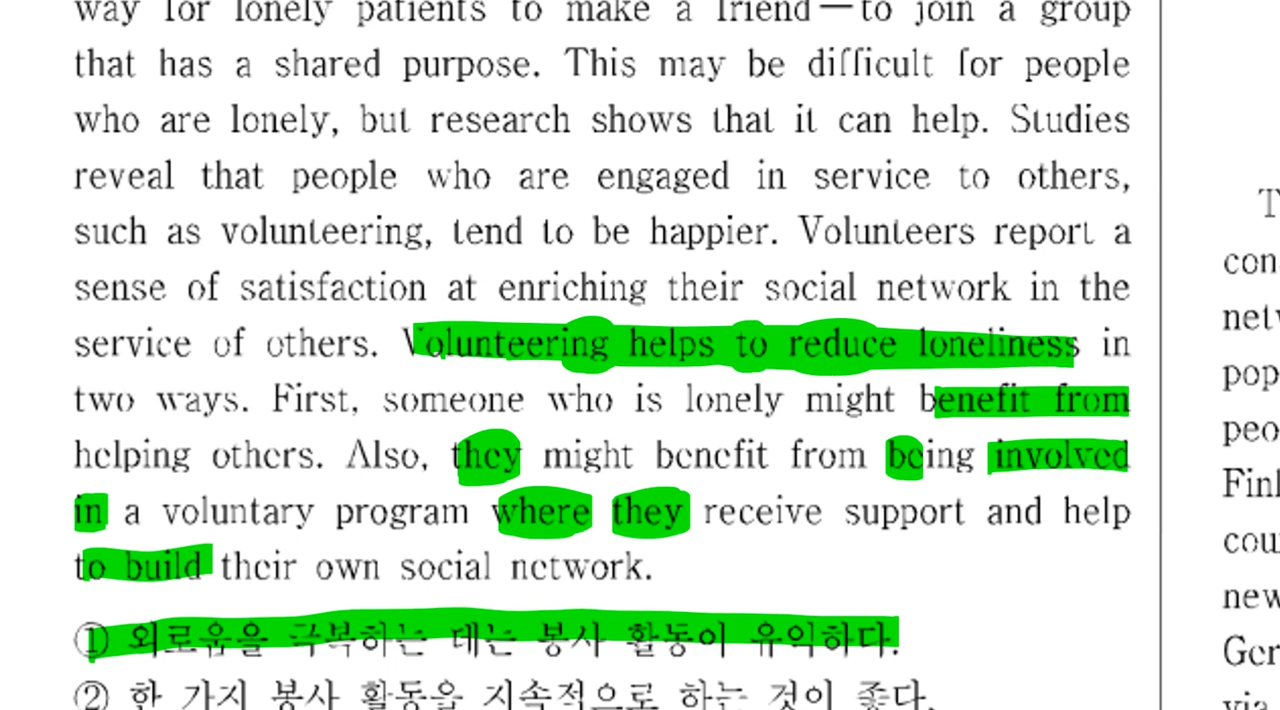 way for lonely patients to make a friend — to join a group
that has a shared purpose. This may be difficult for people
who are lonely, but research shows that it can help. Studies
reveal that people who are engaged in service to others,
such as volunteering, tend to be happier. Volunteers report a
sense of satisfaction at enriching their social network in the
service of others. Volunteering helps to reduce loneliness in
two ways. First, someone who is lonely might benefit from
helping others. Also, they might benefit from being involved
in a voluntary program where they receive support and help
to build their own social network.
① 외로움을 극복하는 데는 봉사 활동이 유익하다.
② 한 가지 봉사 활동을 지속적으로 하는 것이 좋다.